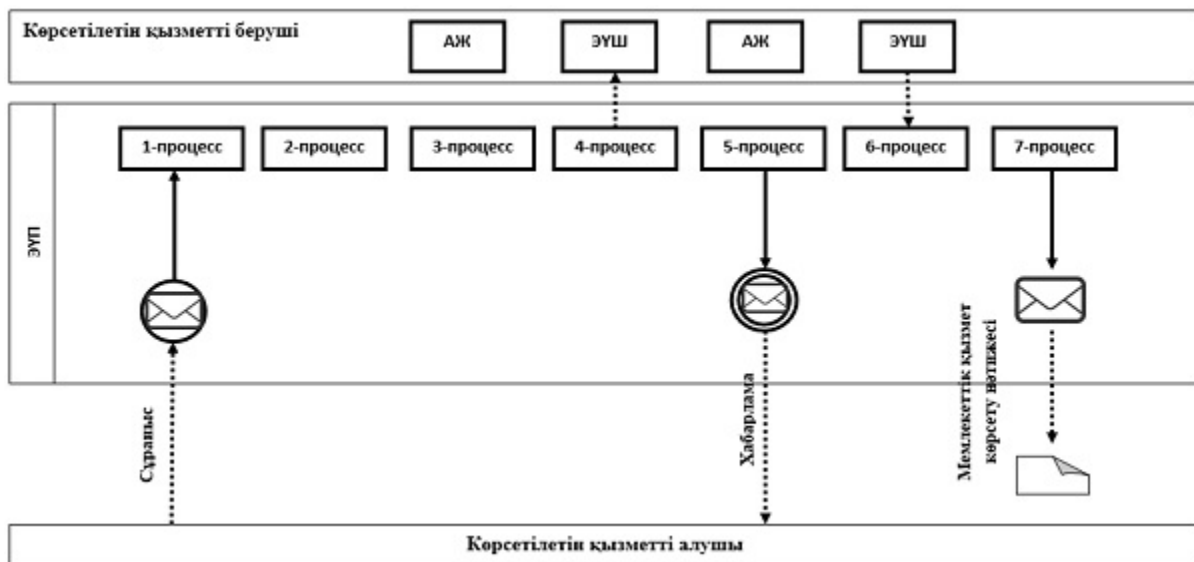 Көрсетілетін қызметті беруші
АЖ
ЭҮШ
АЖ
ЭҮШ
ЭҮП
1-процесс
2-процесс
3-процесс
4-процесс
5-процесс
6-процесс
7-процесс
Сұраныс
Хабарлама
Мемлекеттік қызмет
көрсету нәтижесі
Көрсетілетін қызметті алушы